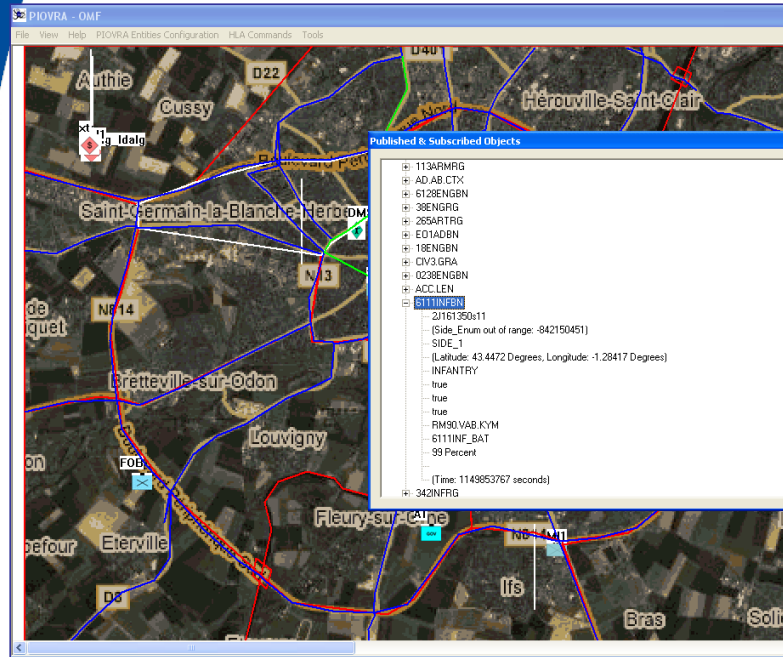 PIOVRA - OMF
File View Help PIOVRA Entities Configuration HLA Commands Tools
D40
Authie
D22
Cussy
Hérouville-Saint-Clair
Published & Subscribed Objects
113ARMRG
AD.AB.CTX
6128ENGBN
38ENGRG
265ARTRG
EO1ADBN
18ENGBN
CIV3.GRA
0238ENGBN
ACC.LEN
6111INFBN
2J161350s11
(Side_Enum out of range: -842150451)
SIDE_1
(Latitude: 43.4472 Degrees, Longitude: -1.28417 Degrees)
INFANTRY
true
true
true
RM90.VAB.KYM
6111INF_BAT
99 Percent
(Time: 1149853767 seconds)
342INFRG
Saint-Germain-la-Blanche-Herbe
N13
N814
Bretteville-sur-Odon
Louvigny
FOB
Fleury-sur-Orne
A1
MI1
Eterville
Ifs
D8
Bras